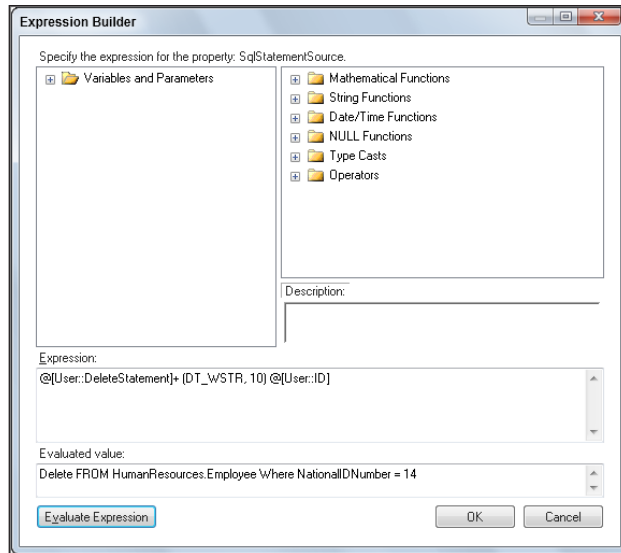 Expression Builder
Specify the expression for the property: SqlStatementSource.
Variables and Parameters
Mathematical Functions
String Functions
Date/Time Functions
NULL Functions
Type Casts
Operators
Description:
Expression:
@[User::DeleteStatement]+ (DT_WSTR, 10) @[User::ID]
Evaluated value:
Delete FROM HumanResources.Employee Where NationalIDNumber = 14
Evaluate Expression
OK
Cancel